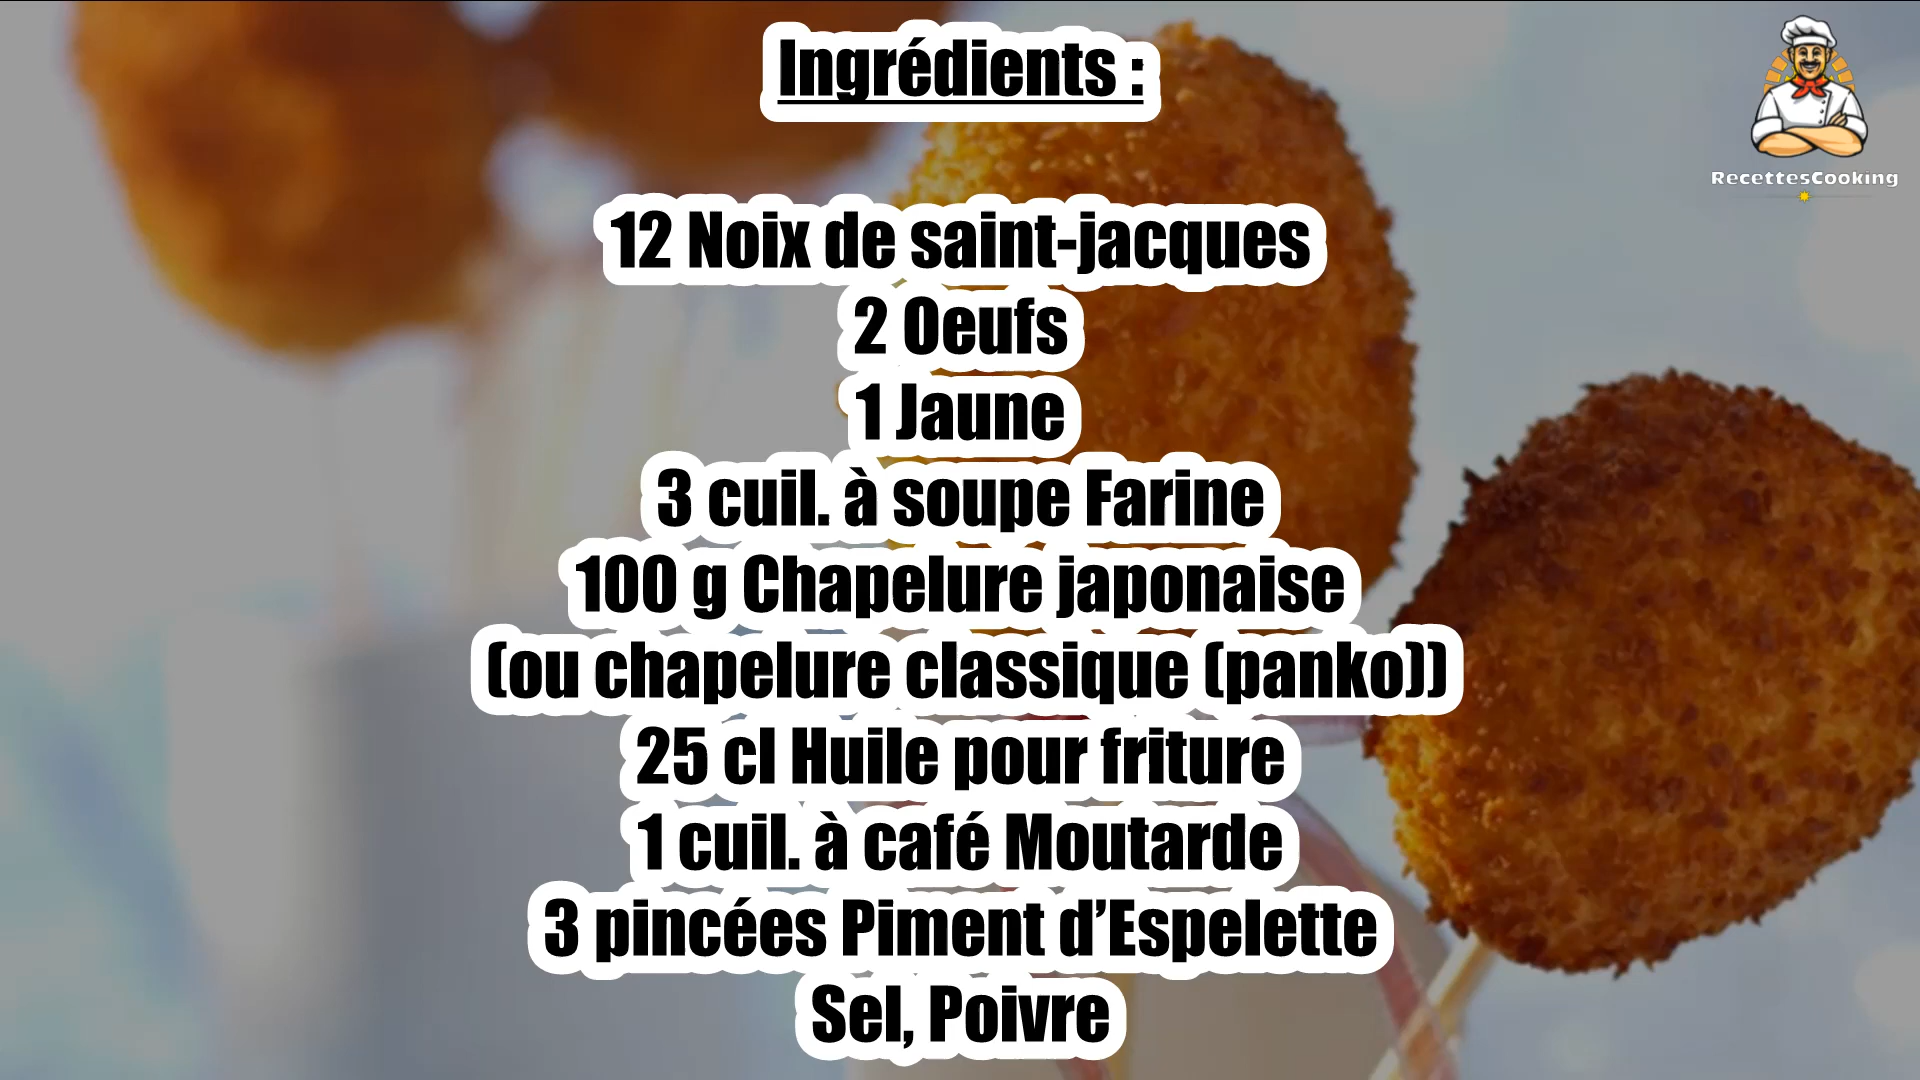 Ingrédients :
RecettesCooking
12 Noix de saint-jacques
2 Oeufs
1 Jaune
3 cuil. à soupe Farine
100 g Chapelure japonaise
(ou chapelure classique (panko))
25 cl Huile pour friture
1 cuil. à café Moutarde
3 pincées Piment d’Espelette
Sel, Poivre